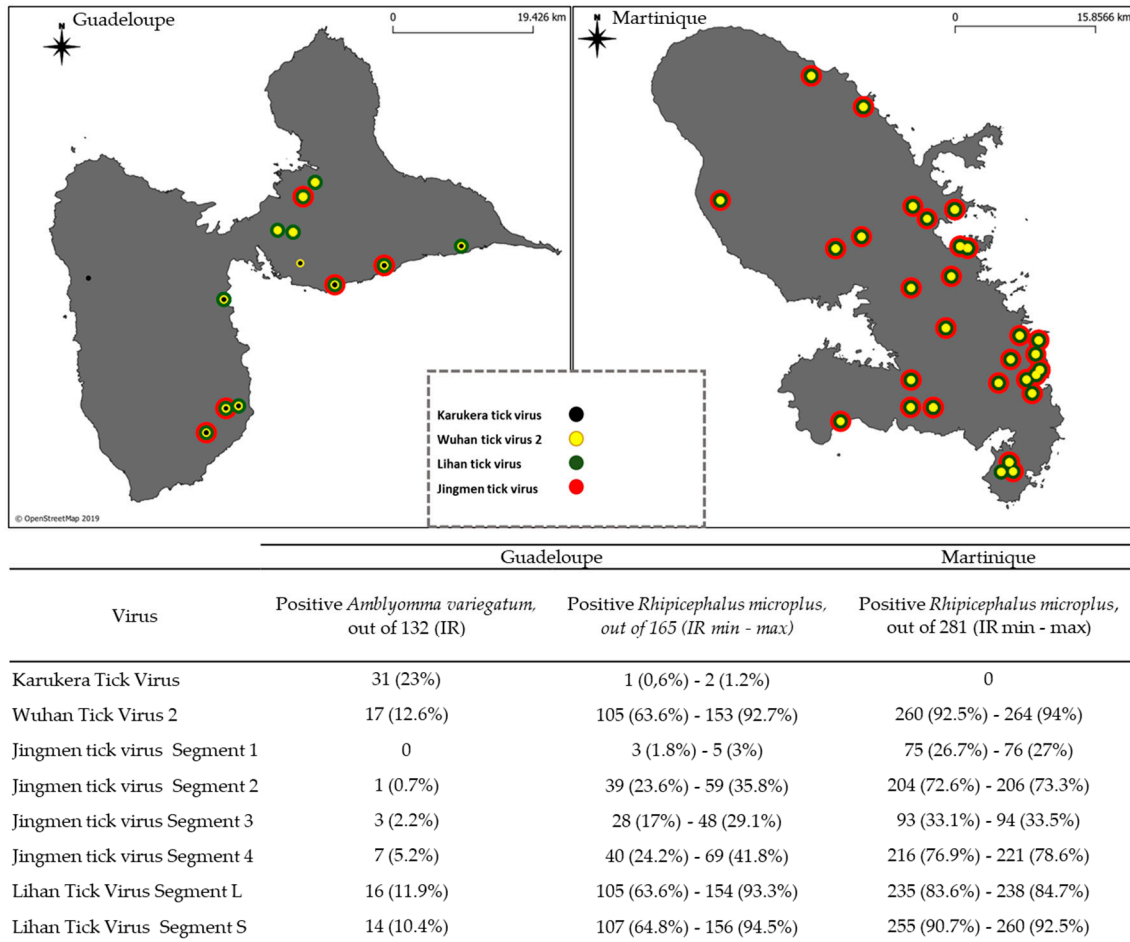 N
Guadeloupe
0 19.426 km
N
Martinique
0 15.8566 km
Karukera tick virus
Wuhan tick virus 2
Lihan tick virus
Jingmen tick virus
© OpenStreetMap 2019
Guadeloupe Martinique
Virus
Positive Amblyomma variegatum,
out of 132 (IR)
Positive Rhipicephalus microplus,
out of 165 (IR min - max)
Positive Rhipicephalus microplus,
out of 281 (IR min - max)
Karukera Tick Virus 31 (23%) 1 (0,6%) - 2 (1.2%) 0
Wuhan Tick Virus 2 17 (12.6%) 105 (63.6%) - 153 (92.7%) 260 (92.5%) - 264 (94%)
Jingmen tick virus Segment 1 0 3 (1.8%) - 5 (3%) 75 (26.7%) - 76 (27%)
Jingmen tick virus Segment 2 1 (0.7%) 39 (23.6%) - 59 (35.8%) 204 (72.6%) - 206 (73.3%)
Jingmen tick virus Segment 3 3 (2.2%) 28 (17%) - 48 (29.1%) 93 (33.1%) - 94 (33.5%)
Jingmen tick virus Segment 4 7 (5.2%) 40 (24.2%) - 69 (41.8%) 216 (76.9%) - 221 (78.6%)
Lihan Tick Virus Segment L 16 (11.9%) 105 (63.6%) - 154 (93.3%) 235 (83.6%) - 238 (84.7%)
Lihan Tick Virus Segment S 14 (10.4%) 107 (64.8%) - 156 (94.5%) 255 (90.7%) - 260 (92.5%)